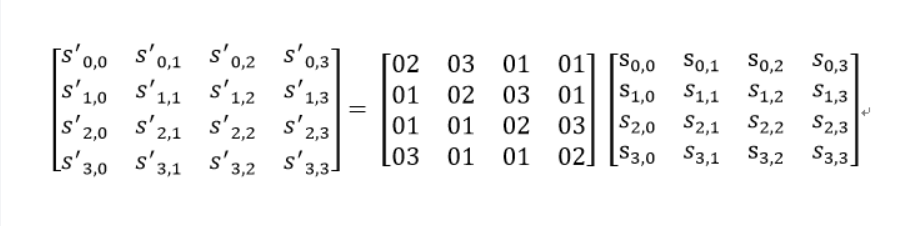 [s′0,0 s′0,1 s′0,2 s′0,3] [02 03 01 01] [s0,0 s0,1 s0,2 s0,3]
[s′1,0 s′1,1 s′1,2 s′1,3] = [01 02 03 01] [s1,0 s1,1 s1,2 s1,3]
[s′2,0 s′2,1 s′2,2 s′2,3] [01 01 02 03] [s2,0 s2,1 s2,2 s2,3]
[s′3,0 s′3,1 s′3,2 s′3,3] [03 01 01 02] [s3,0 s3,1 s3,2 s3,3]